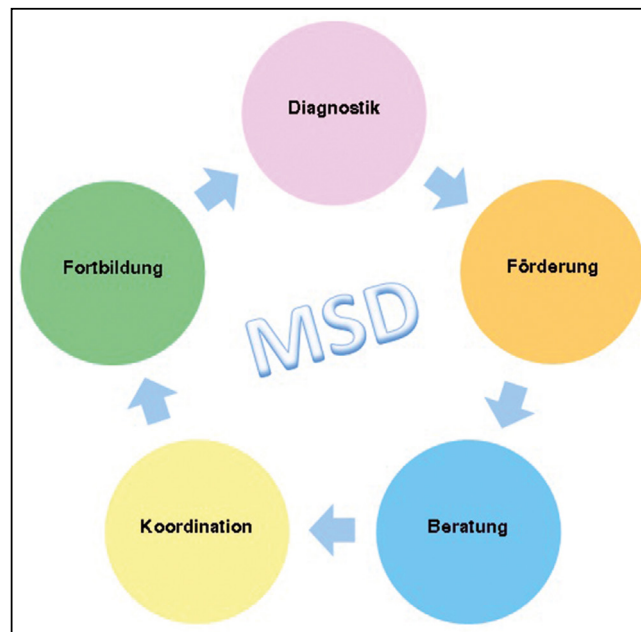 Diagnostik
Förderung
Beratung
Koordination
Fortbildung
MSD